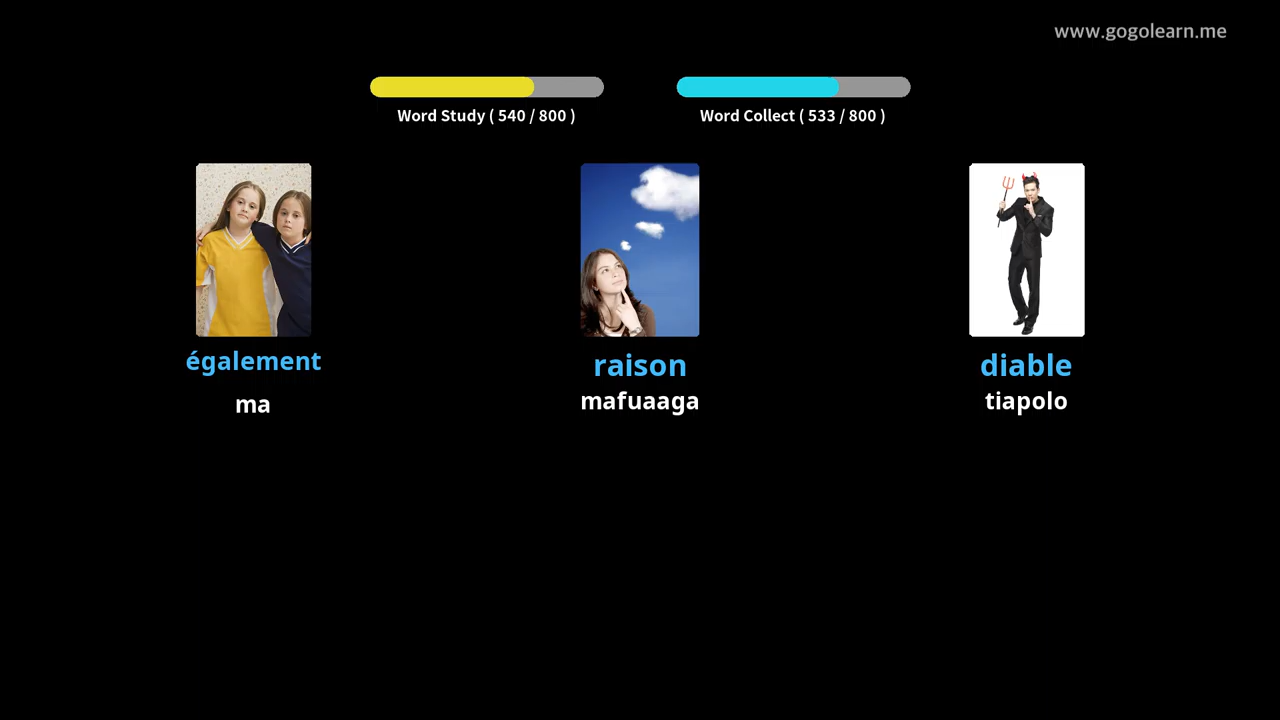 www.gogolearn.me
Word Study ( 540 / 800 )
Word Collect ( 533 / 800 )
également
ma
raison
mafuaaga
diable
tiapolo